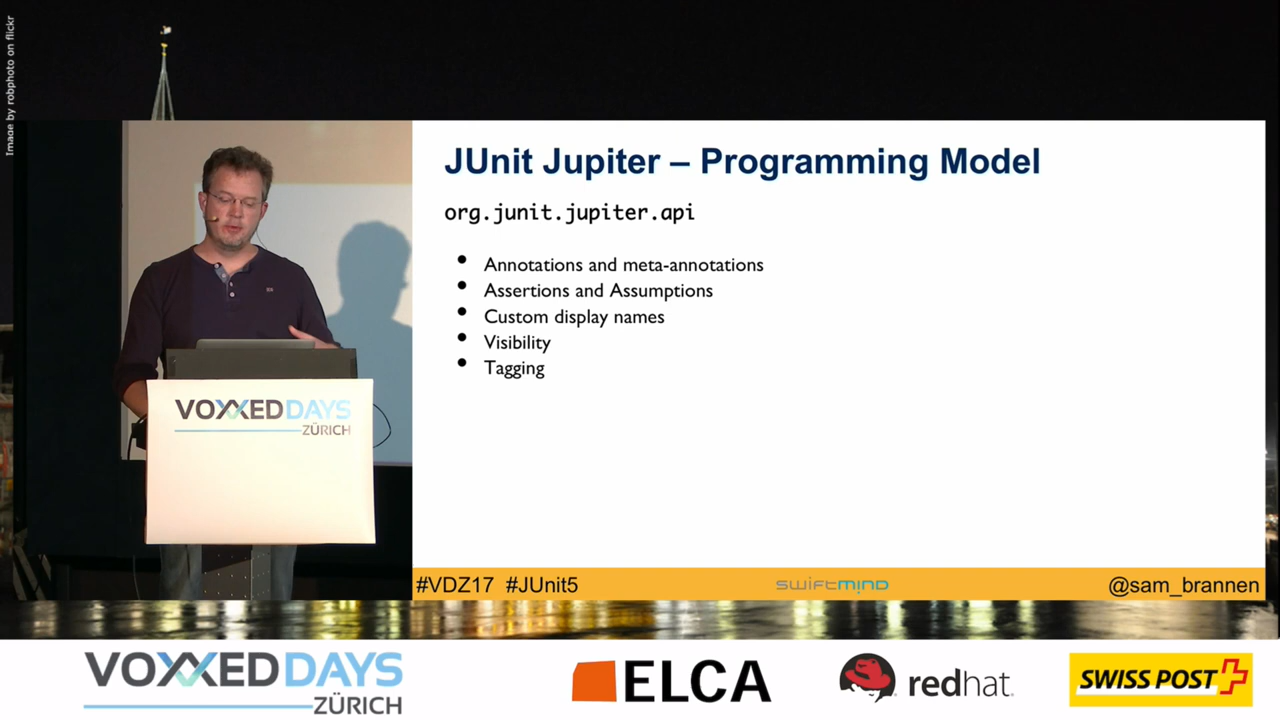 Image by robphoto on flickr
JUnit Jupiter – Programming Model
org.junit.jupiter.api
• Annotations and meta-annotations
• Assertions and Assumptions
• Custom display names
• Visibility
• Tagging
VOXXED DAYS
ZÜRICH
#VDZ17 #JUnit5
swiftmind
@sam_brannen
VOXXED DAYS
ZÜRICH
ELCA
redhat.
SWISS POST